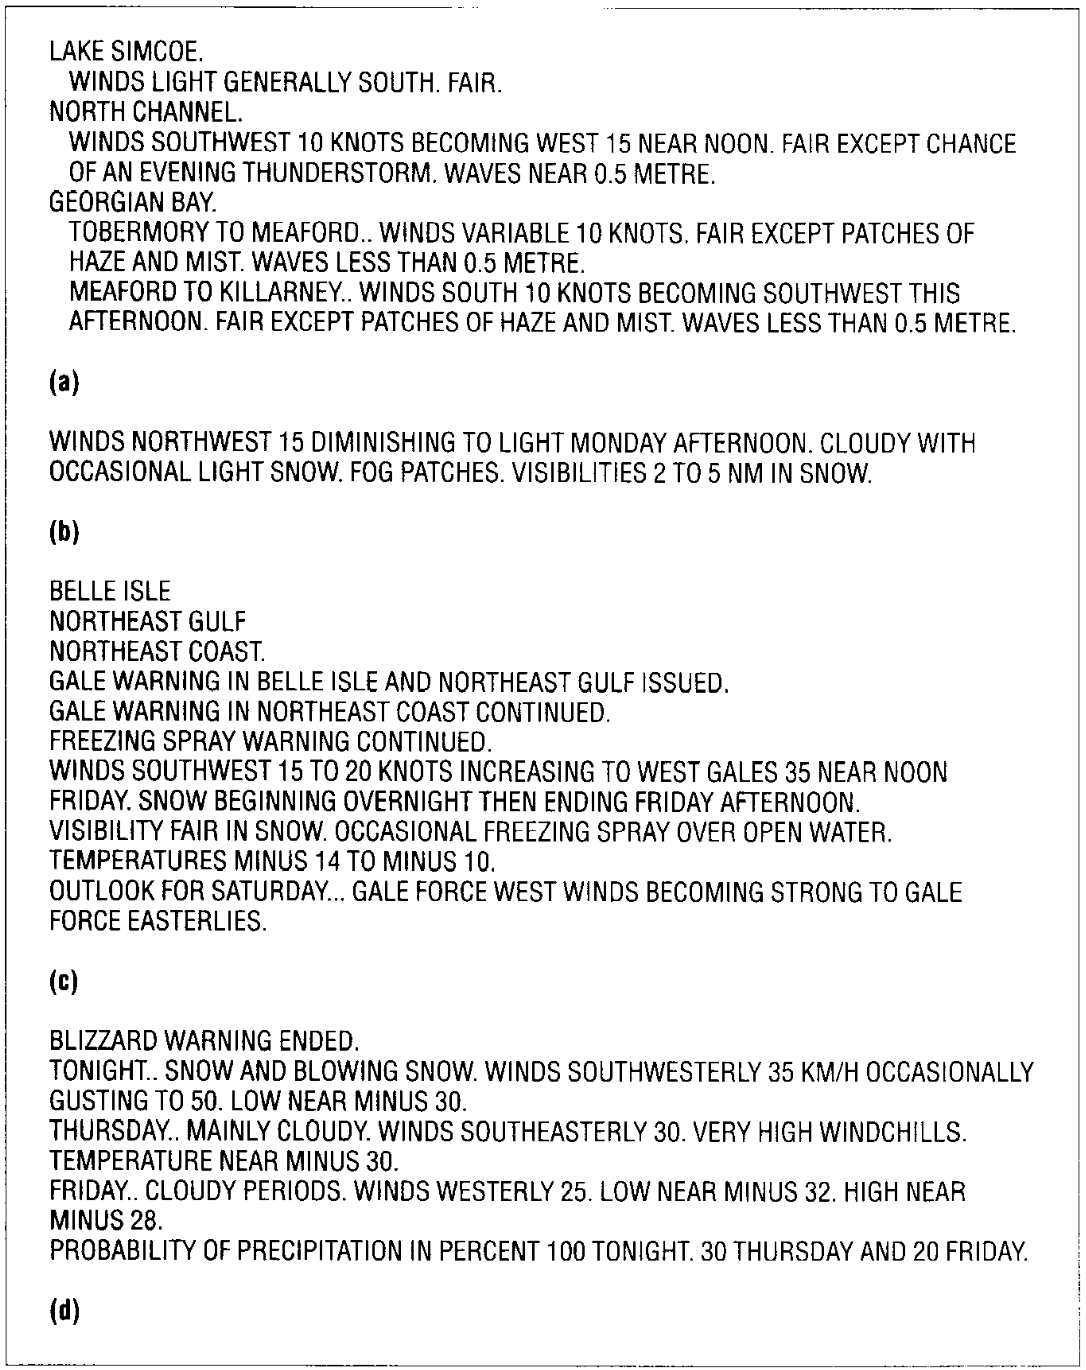 LAKE SIMCOE.
WINDS LIGHT GENERALLY SOUTH. FAIR.
NORTH CHANNEL.
WINDS SOUTHWEST 10 KNOTS BECOMING WEST 15 NEAR NOON. FAIR EXCEPT CHANCE
OF AN EVENING THUNDERSTORM. WAVES NEAR 0.5 METRE.
GEORGIAN BAY.
TOBERMORY TO MEAFORD.. WINDS VARIABLE 10 KNOTS. FAIR EXCEPT PATCHES OF
HAZE AND MIST. WAVES LESS THAN 0.5 METRE.
MEAFORD TO KILLARNEY.. WINDS SOUTH 10 KNOTS BECOMING SOUTHWEST THIS
AFTERNOON. FAIR EXCEPT PATCHES OF HAZE AND MIST. WAVES LESS THAN 0.5 METRE.
(a)
WINDS NORTHWEST 15 DIMINISHING TO LIGHT MONDAY AFTERNOON. CLOUDY WITH
OCCASIONAL LIGHT SNOW. FOG PATCHES. VISIBILITIES 2 TO 5 NM IN SNOW.
(b)
BELLE ISLE
NORTHEAST GULF
NORTHEAST COAST.
GALE WARNING IN BELLE ISLE AND NORTHEAST GULF ISSUED.
GALE WARNING IN NORTHEAST COAST CONTINUED.
FREEZING SPRAY WARNING CONTINUED.
WINDS SOUTHWEST 15 TO 20 KNOTS INCREASING TO WEST GALES 35 NEAR NOON
FRIDAY. SNOW BEGINNING OVERNIGHT THEN ENDING FRIDAY AFTERNOON.
VISIBILITY FAIR IN SNOW. OCCASIONAL FREEZING SPRAY OVER OPEN WATER.
TEMPERATURES MINUS 14 TO MINUS 10.
OUTLOOK FOR SATURDAY... GALE FORCE WEST WINDS BECOMING STRONG TO GALE
FORCE EASTERLIES.
(c)
BLIZZARD WARNING ENDED.
TONIGHT.. SNOW AND BLOWING SNOW. WINDS SOUTHWESTERLY 35 KM/H OCCASIONALLY
GUSTING TO 50. LOW NEAR MINUS 30.
THURSDAY.. MAINLY CLOUDY. WINDS SOUTHEASTERLY 30. VERY HIGH WINDCHILLS.
TEMPERATURE NEAR MINUS 30.
FRIDAY.. CLOUDY PERIODS. WINDS WESTERLY 25. LOW NEAR MINUS 32. HIGH NEAR
MINUS 28.
PROBABILITY OF PRECIPITATION IN PERCENT 100 TONIGHT. 30 THURSDAY AND 20 FRIDAY.
(d)